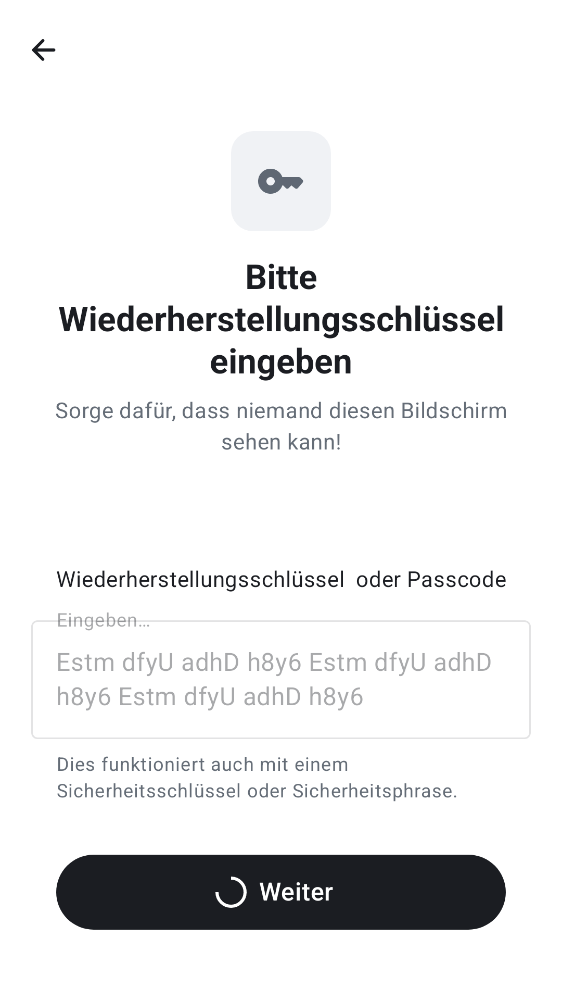 Bitte
Wiederherstellungsschlüssel
eingeben
Sorge dafür, dass niemand diesen Bildschirm
sehen kann!
Wiederherstellungsschlüssel oder Passcode
Eingeben…
Estm dfyU adhD h8y6 Estm dfyU adhD
h8y6 Estm dfyU adhD h8y6
Dies funktioniert auch mit einem
Sicherheitsschlüssel oder Sicherheitsphrase.
Weiter